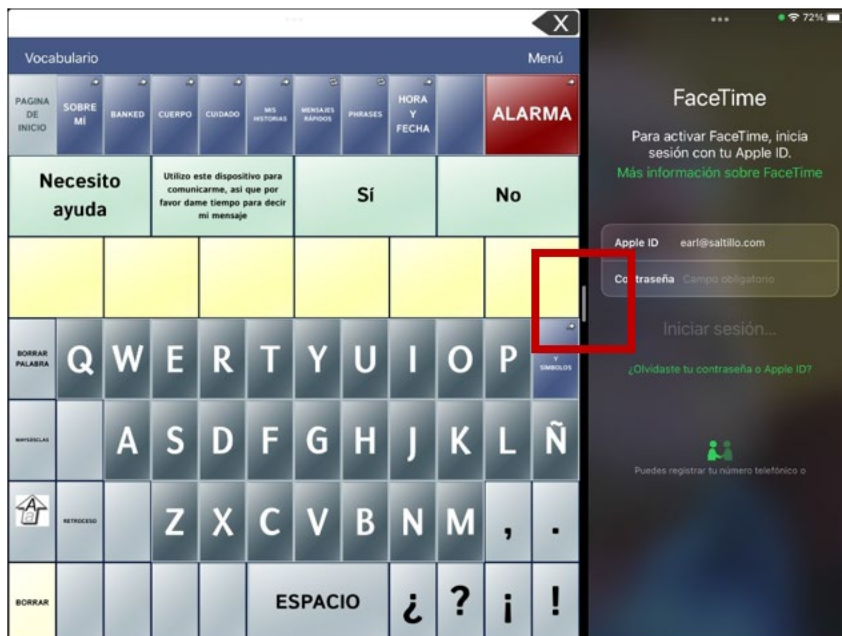 X
Vocabulario
Menú
PAGINA
DE
INICIO
SOBRE
MÍ
BANKED
CUERPO
CUIDADO
MIS
HISTORIAS
MENSAJES
RÁPIDOS
PHRASES
HORA
Y
FECHA
ALARMA
Necesito
ayuda
Utilizo este dispositivo para
comunicarme, asi que por
favor dame tiempo para decir
mi mensaje
Sí
No
BORRAR
PALABRA
Q W E R T Y U I O P
Y
SÍMBOLOS
MAYÚSCULAS
A S D F G H J K L Ñ
A
a
RETROCESO
Z X C V B N M , .
BORRAR
ESPACIO
¿ ? ¡ !
72%
FaceTime
Para activar FaceTime, inicia
sesión con tu Apple ID.
Más información sobre FaceTime
Apple ID earl@saltillo.com
Contraseña Campo obligatorio
Iniciar sesión...
¿Olvidaste tu contraseña o Apple ID?
Puedes registrar tu número telefónico o